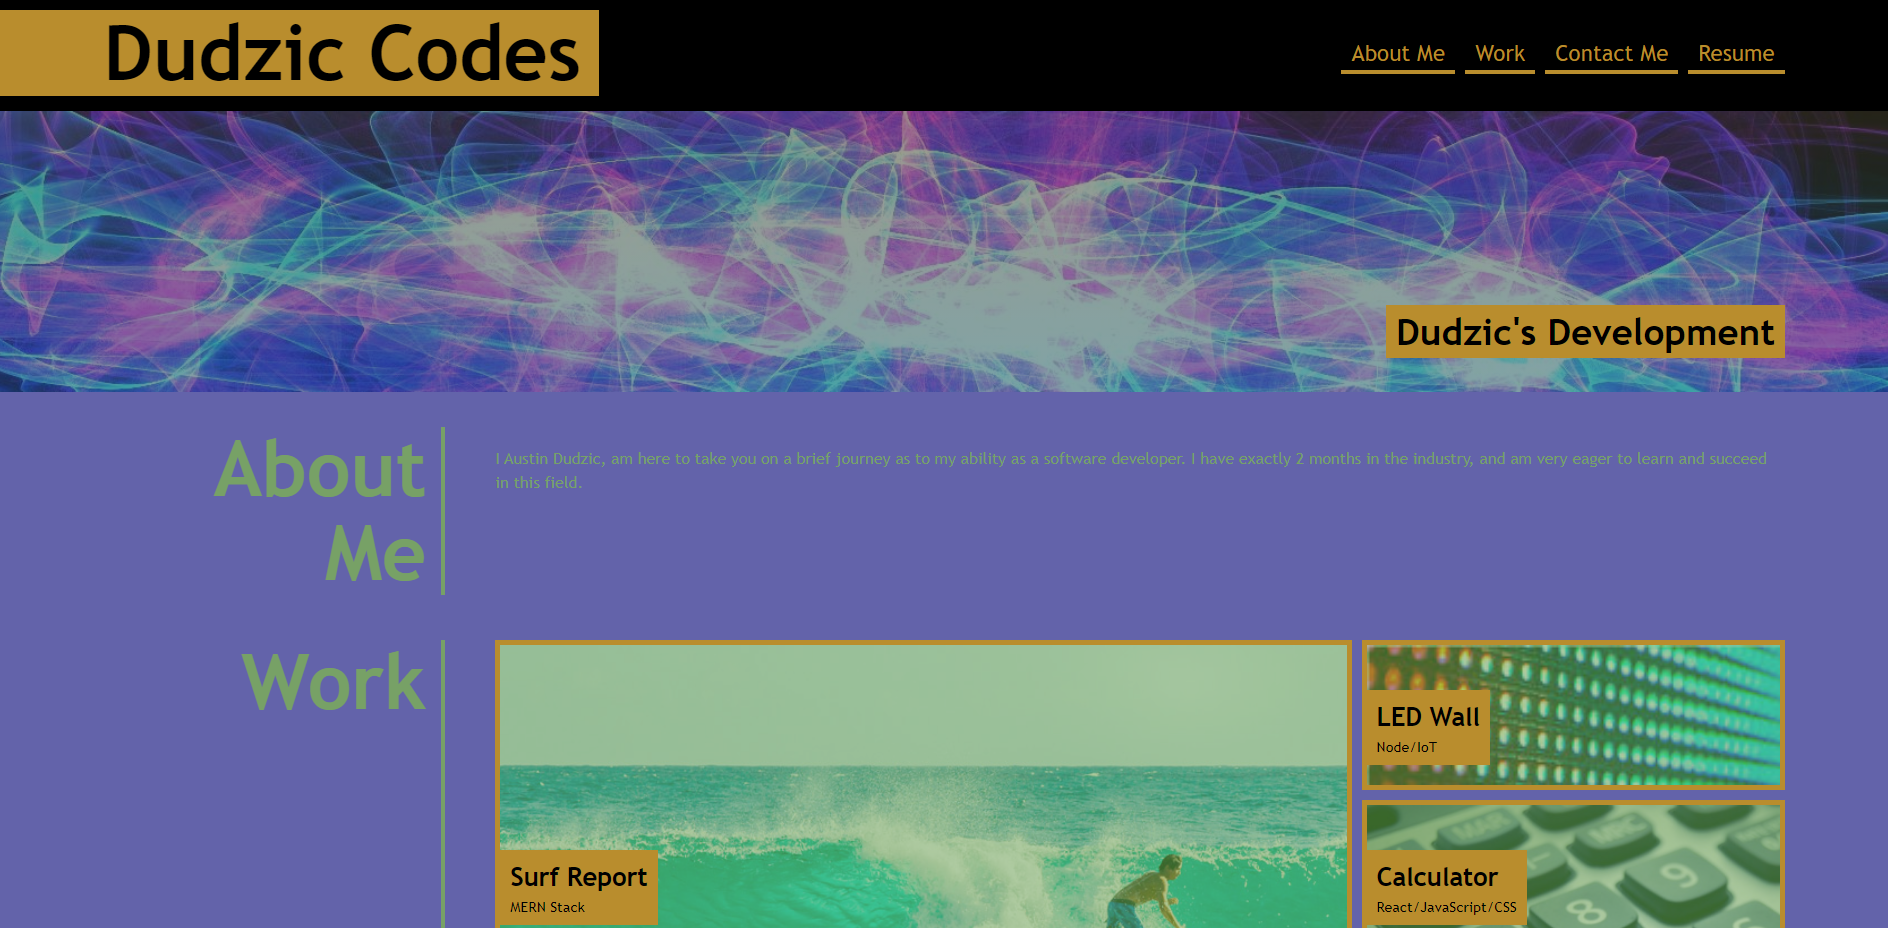 Dudzic Codes
About Me Work Contact Me Resume
Dudzic's Development
About
Me
I Austin Dudzic, am here to take you on a brief journey as to my ability as a software developer. I have exactly 2 months in the industry, and am very eager to learn and succeed
in this field.
Work
LED Wall
Node/IoT
Surf Report
MERN Stack
Calculator
React/JavaScript/CSS
9
8